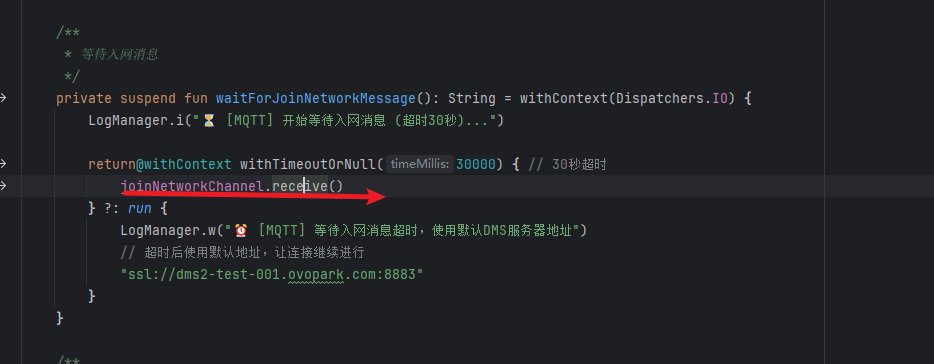 /**
* 等待入网消息
*/
private suspend fun waitForJoinNetworkMessage(): String = withContext(Dispatchers.IO) {
LogManager.i("⏳ [MQTT] 开始等待入网消息 (超时30秒)...")
return@withContext withTimeoutOrNull( timeMillis: 30000) { // 30秒超时
joinNetworkChannel.receive()
} ?: run {
LogManager.w("⏰ [MQTT] 等待入网消息超时，使用默认DMS服务器地址")
// 超时后使用默认地址，让连接继续进行
"ssl://dms2-test-001.ovopark.com:8883"
}
}
/**